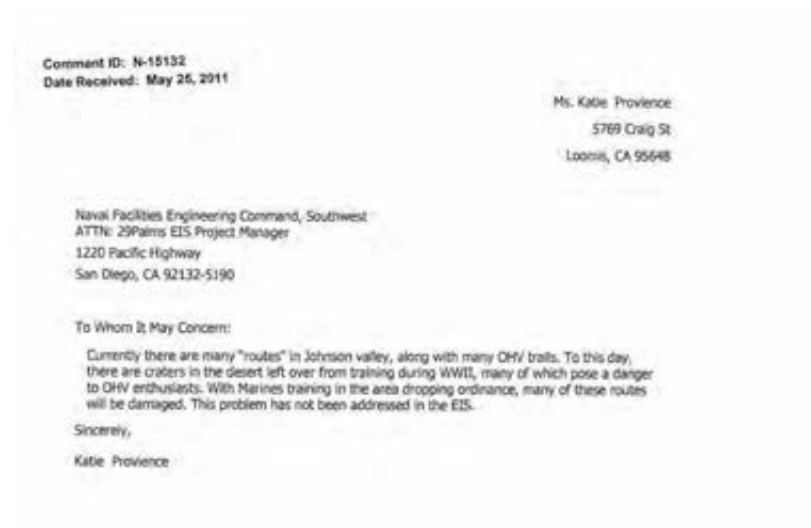 Comment ID: N-15132
Date Received: May 25, 2011
Ms. Katie Provience
5769 Craig St
Loomis, CA 95648
Naval Facilities Engineering Command, Southwest
ATTN: 29Palms EIS Project Manager
1220 Pacific Highway
San Diego, CA 92132-5190
To Whom It May Concern:
Currently there are many "routes" in Johnson valley, along with many OHV trails. To this day,
there are craters in the desert left over from training during WWII, many of which pose a danger
to OHV enthusiasts. With Marines training in the area dropping ordinance, many of these routes
will be damaged. This problem has not been addressed in the EIS.
Sincerely,
Katie Provience